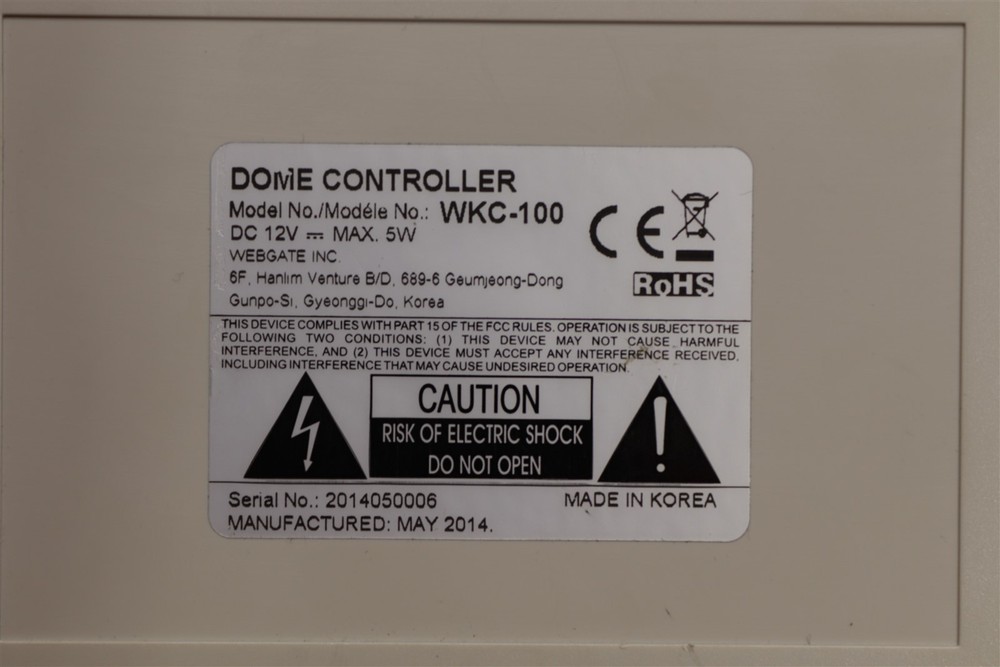 DOME CONTROLLER
Model No./Modéle No.: WKC-100
DC 12V ⎓ MAX. 5W
WEBGATE INC.
6F, Hanlim Venture B/D, 689-6 Geumjeong-Dong
Gunpo-Si, Gyeonggi-Do, Korea
CE
RoHS
THIS DEVICE COMPLIES WITH PART 15 OF THE FCC RULES. OPERATION IS SUBJECT TO THE
FOLLOWING TWO CONDITIONS: (1) THIS DEVICE MAY NOT CAUSE HARMFUL
INTERFERENCE, AND (2) THIS DEVICE MUST ACCEPT ANY INTERFERENCE RECEIVED,
INCLUDING INTERFERENCE THAT MAY CAUSE UNDESIRED OPERATION.
CAUTION
RISK OF ELECTRIC SHOCK
DO NOT OPEN
Serial No.: 2014050006
MADE IN KOREA
MANUFACTURED: MAY 2014.